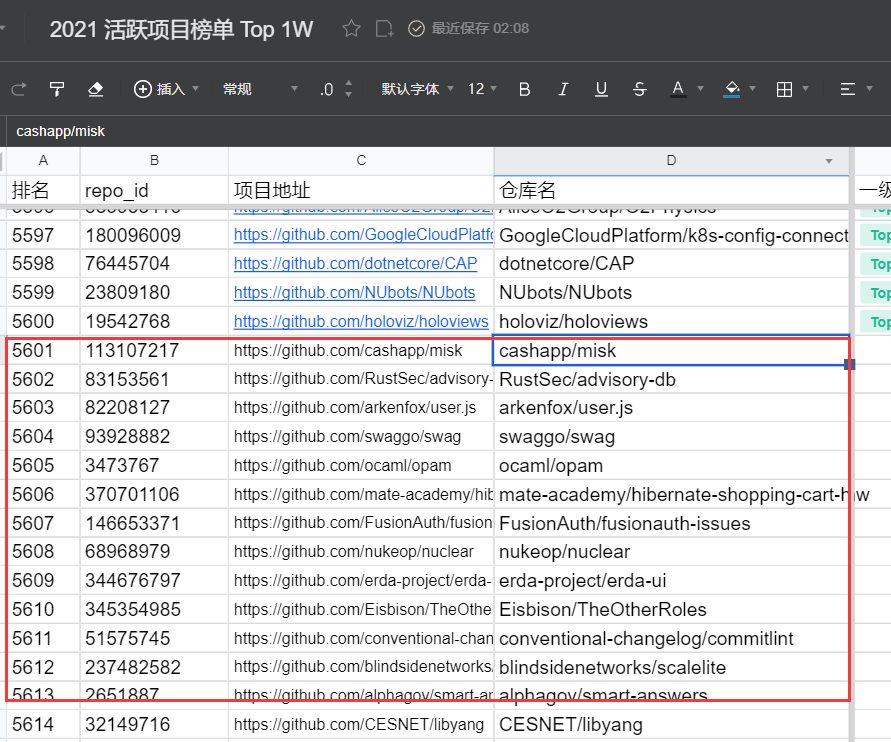 2021 活跃项目榜单 Top 1W 最近保存 02:08
插入 常规 .0 默认字体 12 B I U S A
cashapp/misk
A B C D
排名 repo_id 项目地址 仓库名 一级
5597 180096009 https://github.com/GoogleCloudPlatfo GoogleCloudPlatform/k8s-config-connect Top
5598 76445704 https://github.com/dotnetcore/CAP dotnetcore/CAP Top
5599 23809180 https://github.com/NUbots/NUbots NUbots/NUbots Top
5600 19542768 https://github.com/holoviz/holoviews holoviz/holoviews Top
5601 113107217 https://github.com/cashapp/misk cashapp/misk
5602 83153561 https://github.com/RustSec/advisory- RustSec/advisory-db
5603 82208127 https://github.com/arkenfox/user.js arkenfox/user.js
5604 93928882 https://github.com/swaggo/swag swaggo/swag
5605 3473767 https://github.com/ocaml/opam ocaml/opam
5606 370701106 https://github.com/mate-academy/hib mate-academy/hibernate-shopping-cart-hw
5607 146653371 https://github.com/FusionAuth/fusion FusionAuth/fusionauth-issues
5608 68968979 https://github.com/nukeop/nuclear nukeop/nuclear
5609 344676797 https://github.com/erda-project/erda- erda-project/erda-ui
5610 345354985 https://github.com/Eisbison/TheOthe Eisbison/TheOtherRoles
5611 51575745 https://github.com/conventional-chan conventional-changelog/commitlint
5612 237482582 https://github.com/blindsidenetworks/ blindsidenetworks/scalelite
5613 2651887 https://github.com/alphagov/smart-an alphagov/smart-answers
5614 32149716 https://github.com/CESNET/libyang CESNET/libyang